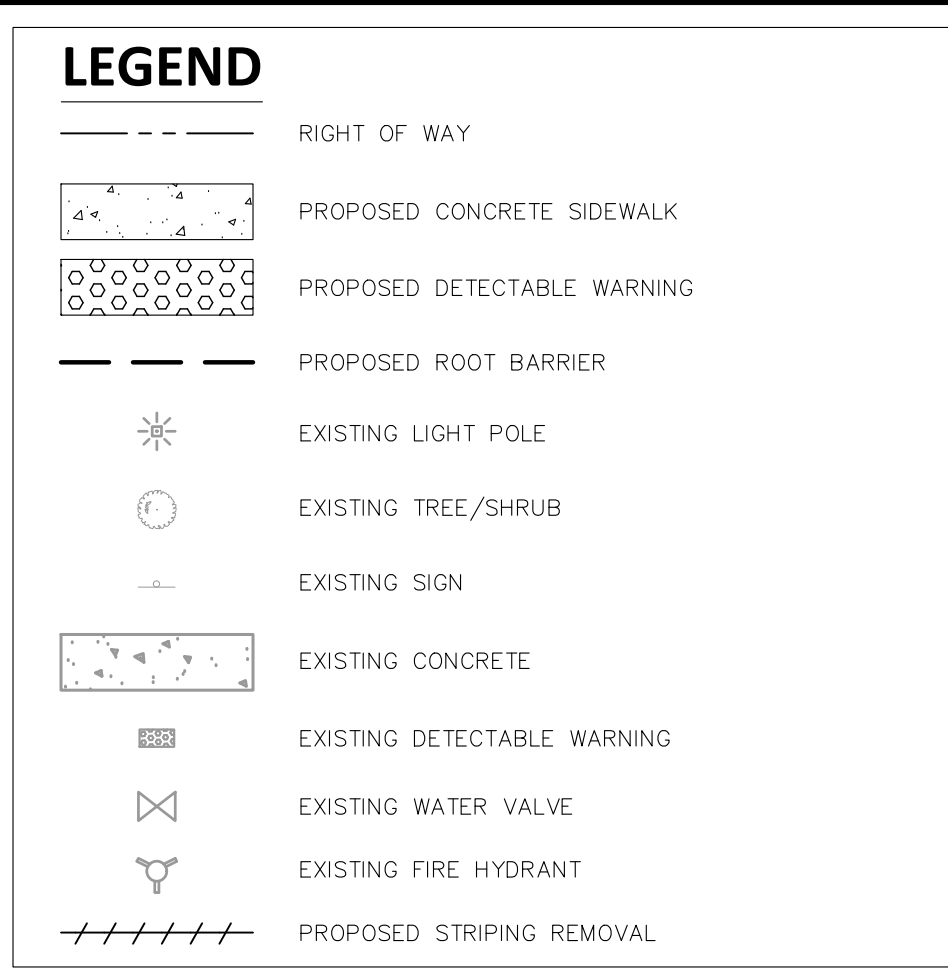 LEGEND
RIGHT OF WAY
PROPOSED CONCRETE SIDEWALK
PROPOSED DETECTABLE WARNING
PROPOSED ROOT BARRIER
EXISTING LIGHT POLE
EXISTING TREE/SHRUB
EXISTING SIGN
EXISTING CONCRETE
EXISTING DETECTABLE WARNING
EXISTING WATER VALVE
EXISTING FIRE HYDRANT
PROPOSED STRIPING REMOVAL